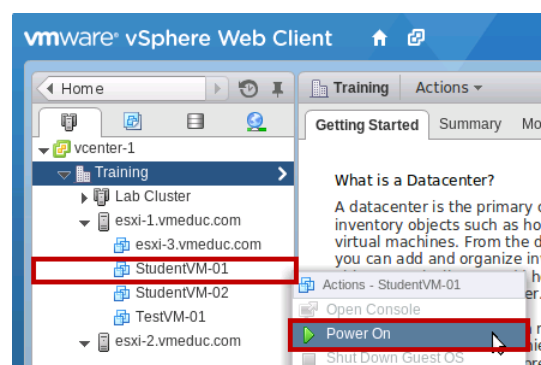 vmware® vSphere Web Client
Home
Training Actions
Getting Started Summary Mo
vcenter-1
Training
What is a Datacenter?
Lab Cluster
A datacenter is the primary
esxi-1.vmeduc.com
inventory objects such as ho
esxi-3.vmeduc.com
virtual machines. From the d
StudentVM-01
you can add and organize in
StudentVM-02
Actions - StudentVM-01
er.
TestVM-01
Open Console
esxi-2.vmeduc.com
Power On
Shut Down Guest OS